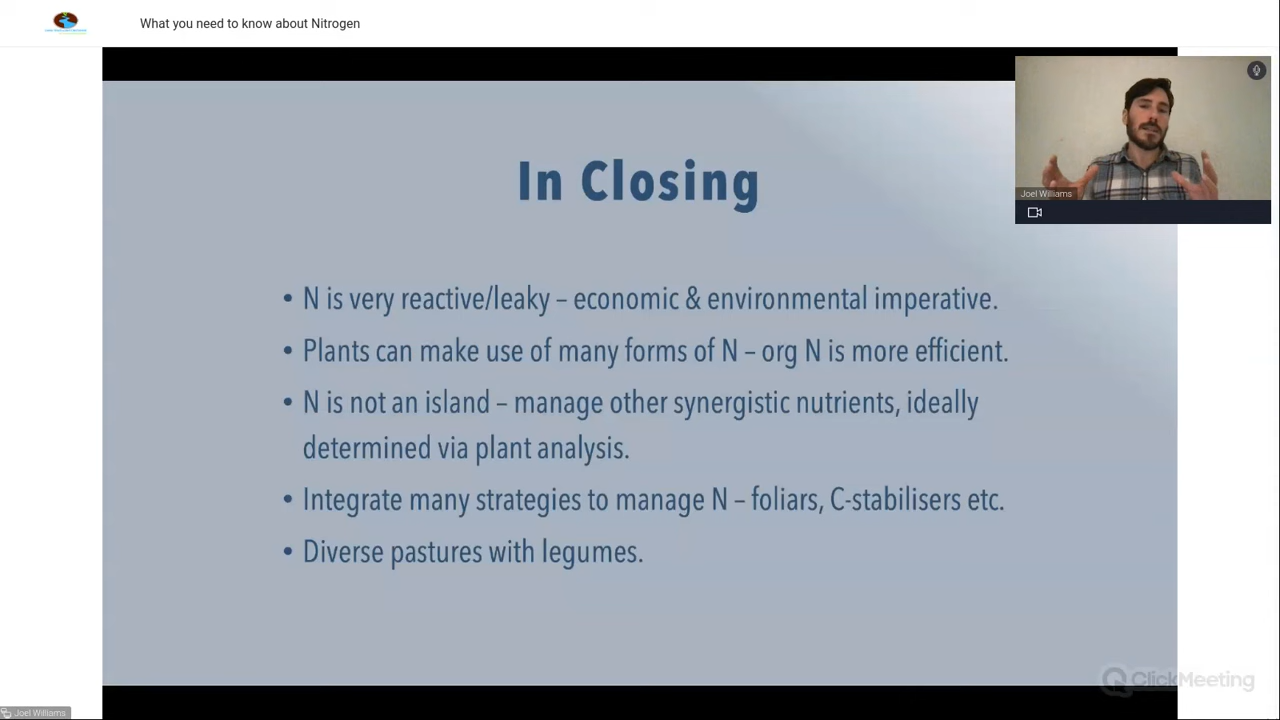 What you need to know about Nitrogen
Joel Williams
In Closing
• N is very reactive/leaky – economic & environmental imperative.
• Plants can make use of many forms of N – org N is more efficient.
• N is not an island – manage other synergistic nutrients, ideally
determined via plant analysis.
• Integrate many strategies to manage N – foliars, C-stabilisers etc.
• Diverse pastures with legumes.
ClickMeeting
Joel Williams